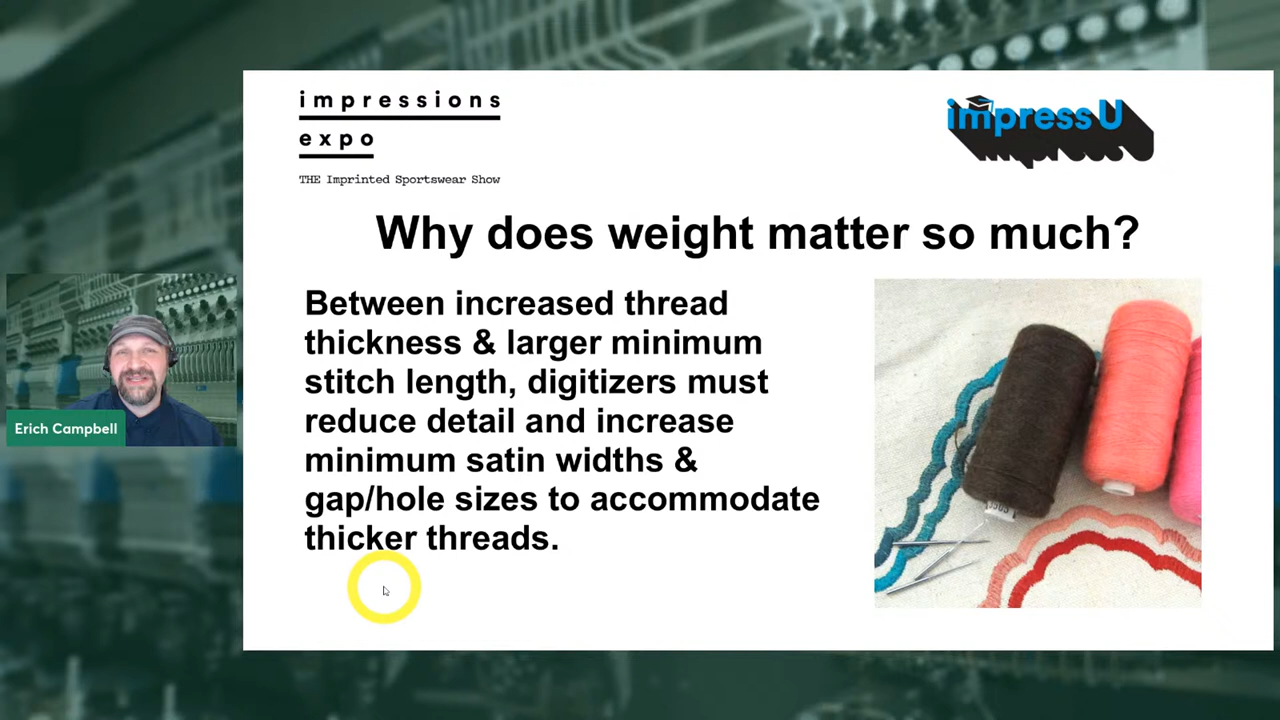 impressions
expo
THE Imprinted Sportswear Show
impress U
Why does weight matter so much?
Between increased thread
thickness & larger minimum
stitch length, digitizers must
reduce detail and increase
minimum satin widths &
gap/hole sizes to accommodate
thicker threads.
Erich Campbell